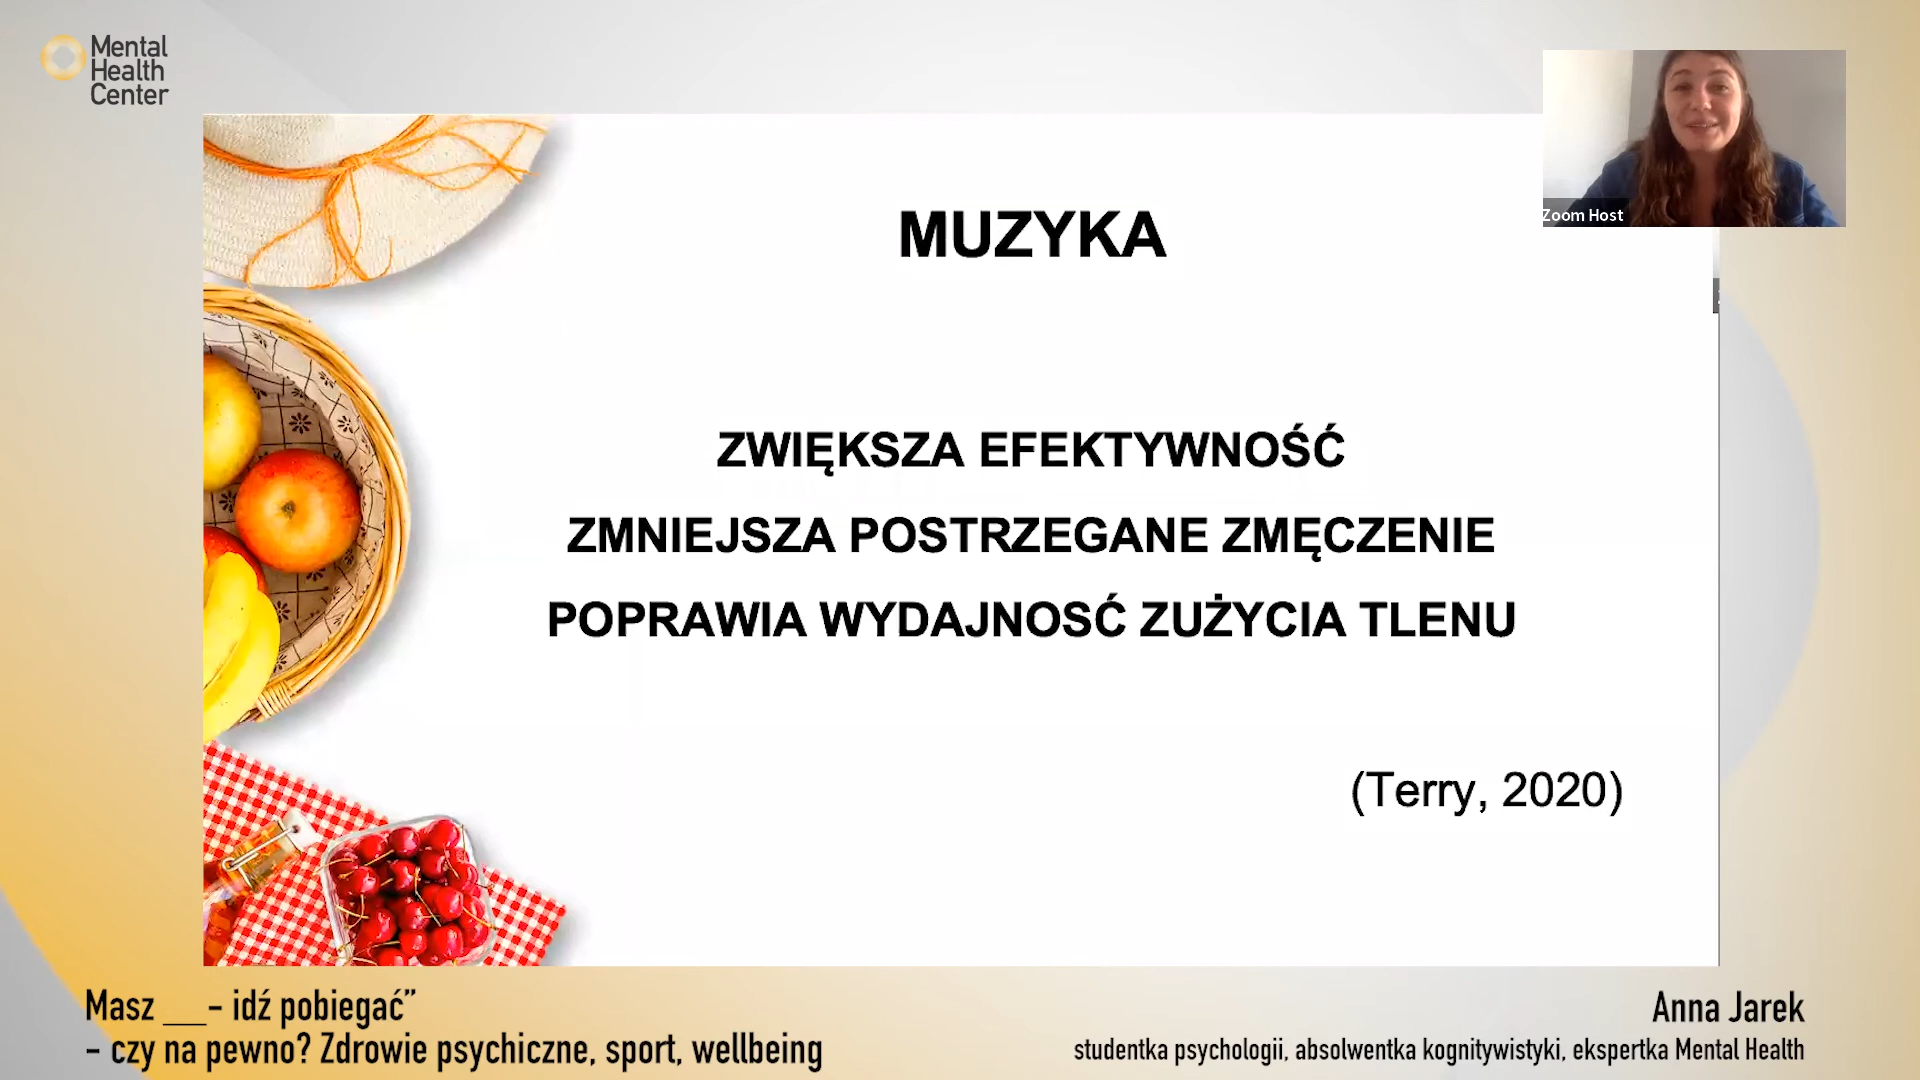 Mental
Health
Center
Zoom Host
MUZYKA
ZWIĘKSZA EFEKTYWNOŚĆ
ZMNIEJSZA POSTRZEGANE ZMĘCZENIE
POPRAWIA WYDAJNOSĆ ZUŻYCIA TLENU
(Terry, 2020)
Masz __- idź pobiegać”
- czy na pewno? Zdrowie psychiczne, sport, wellbeing
Anna Jarek
studentka psychologii, absolwentka kognitywistyki, ekspertka Mental Health